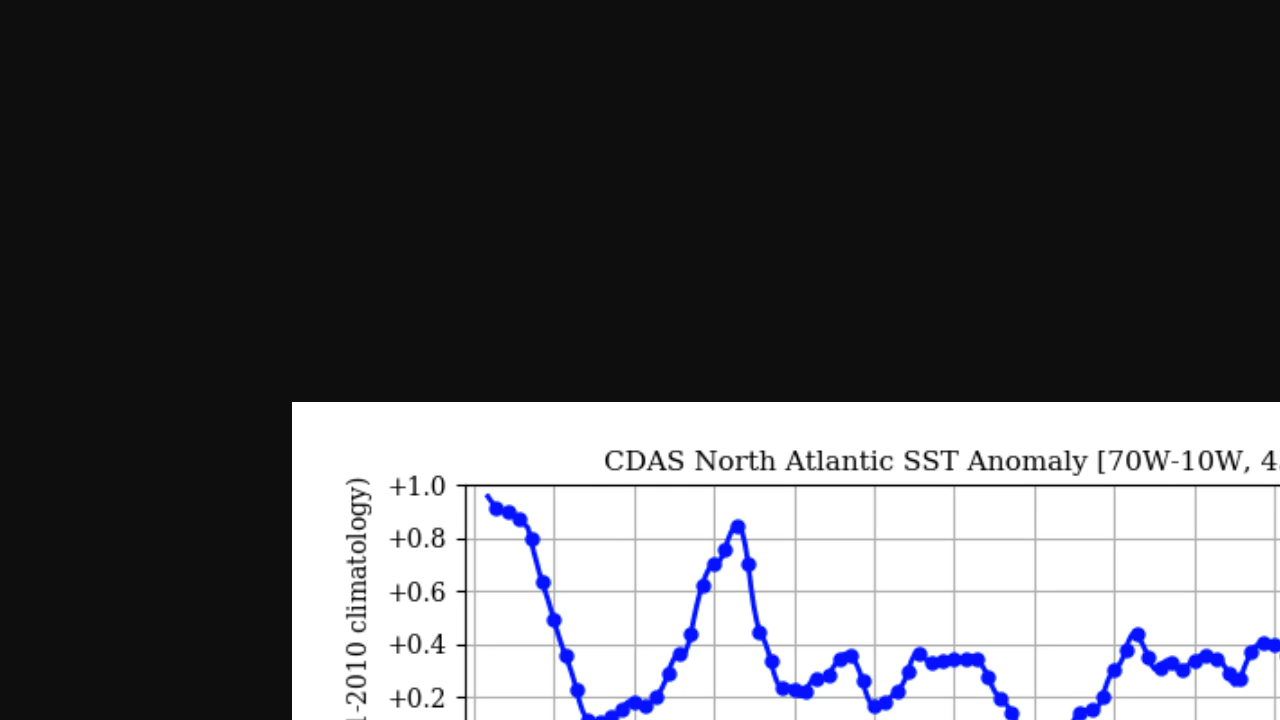 CDAS North Atlantic SST Anomaly [70W-10W,
+1.0
+0.8
+0.6
+0.4
+0.2
-2010 climatology)